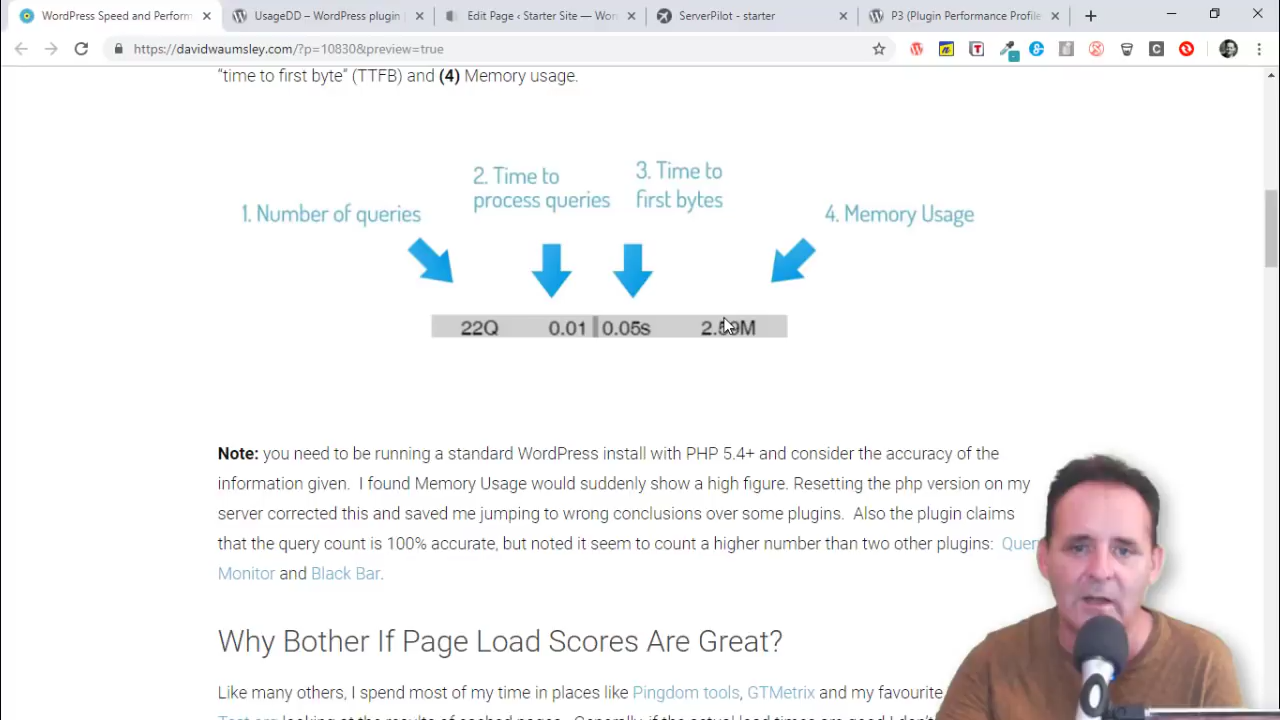 WordPress Speed and Perform
UsageDD – WordPress plugin
Edit Page ‹ Starter Site — Wor
ServerPilot - starter
P3 (Plugin Performance Profile
https://davidwaumsley.com/?p=10830&preview=true
"time to first byte" (TTFB) and (4) Memory usage.
1. Number of queries
2. Time to
process queries
3. Time to
first bytes
4. Memory Usage
22Q 0.01 0.05s
Note: you need to be running a standard WordPress install with PHP 5.4+ and consider the accuracy of the
information given. I found Memory Usage would suddenly show a high figure. Resetting the php version on my
server corrected this and saved me jumping to wrong conclusions over some plugins. Also the plugin claims
that the query count is 100% accurate, but noted it seem to count a higher number than two other plugins: Quer
Monitor and Black Bar.
Why Bother If Page Load Scores Are Great?
Like many others, I spend most of my time in places like Pingdom tools, GTMetrix and my favourite